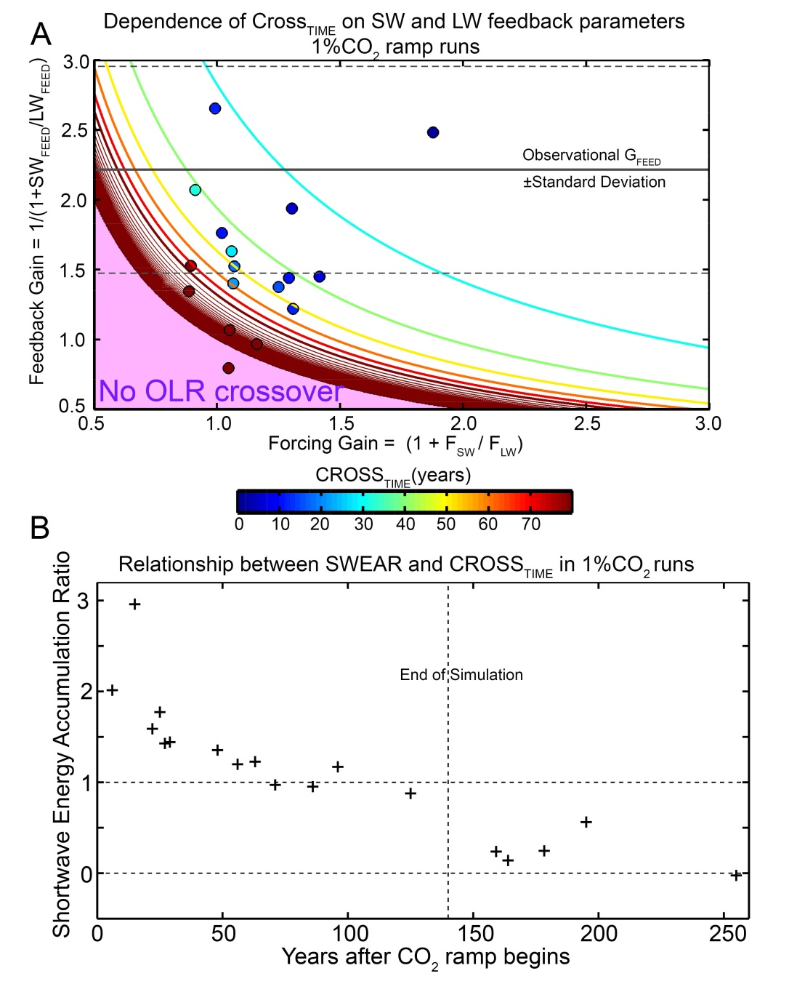 A
Dependence of Cross_TIME on SW and LW feedback parameters
1%CO_2 ramp runs
Feedback Gain = 1/(1+SW_FEED/LW_FEED)
3.0
2.5
2.0
1.5
1.0
0.5
Observational G_FEED
±Standard Deviation
No OLR crossover
0.5 1.0 1.5 2.0 2.5 3.0
Forcing Gain = (1 + F_SW / F_LW)
CROSS_TIME(years)
0 10 20 30 40 50 60 70
B
Relationship between SWEAR and CROSS_TIME in 1%CO_2 runs
Shortwave Energy Accumulation Ratio
3
2
1
0
End of Simulation
0 50 100 150 200 250
Years after CO_2 ramp begins